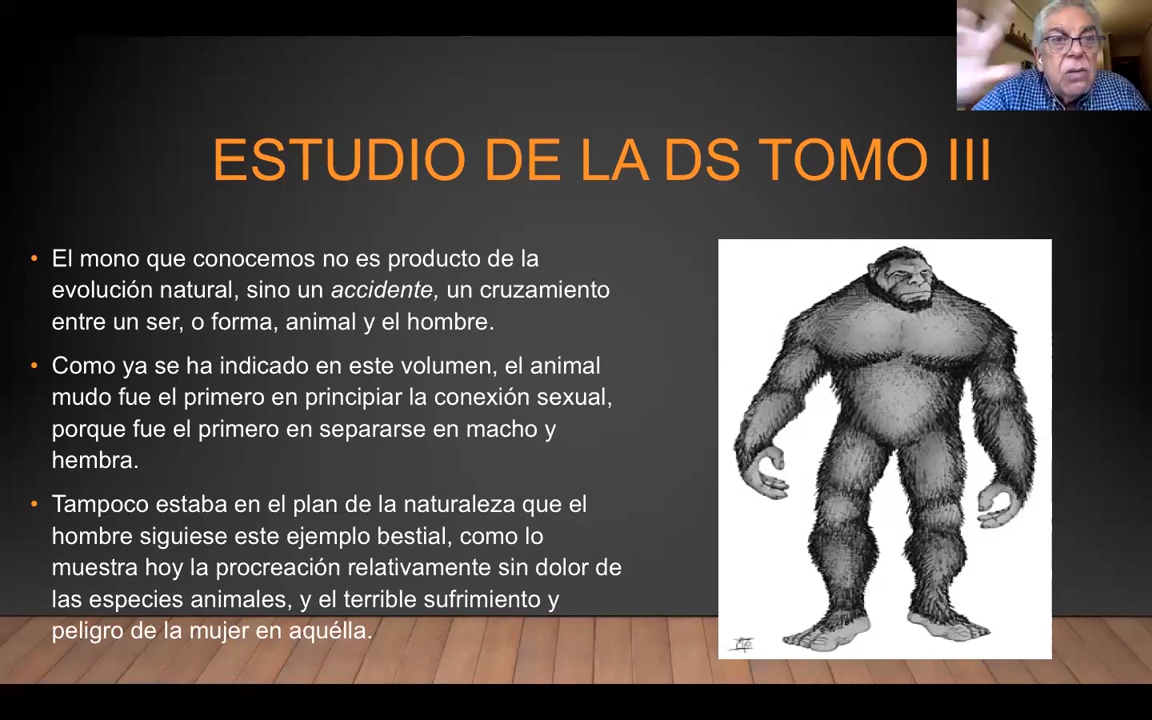 ESTUDIO DE LA DS TOMO III
• El mono que conocemos no es producto de la
evolución natural, sino un accidente, un cruzamiento
entre un ser, o forma, animal y el hombre.
• Como ya se ha indicado en este volumen, el animal
mudo fue el primero en principiar la conexión sexual,
porque fue el primero en separarse en macho y
hembra.
• Tampoco estaba en el plan de la naturaleza que el
hombre siguiese este ejemplo bestial, como lo
muestra hoy la procreación relativamente sin dolor de
las especies animales, y el terrible sufrimiento y
peligro de la mujer en aquélla.